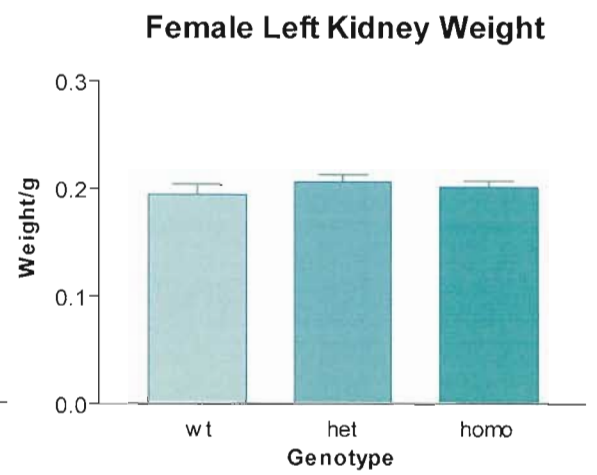 Female Left Kidney Weight
0.3
0.2
0.1
0.0
Weight/g
wt
het
homo
Genotype